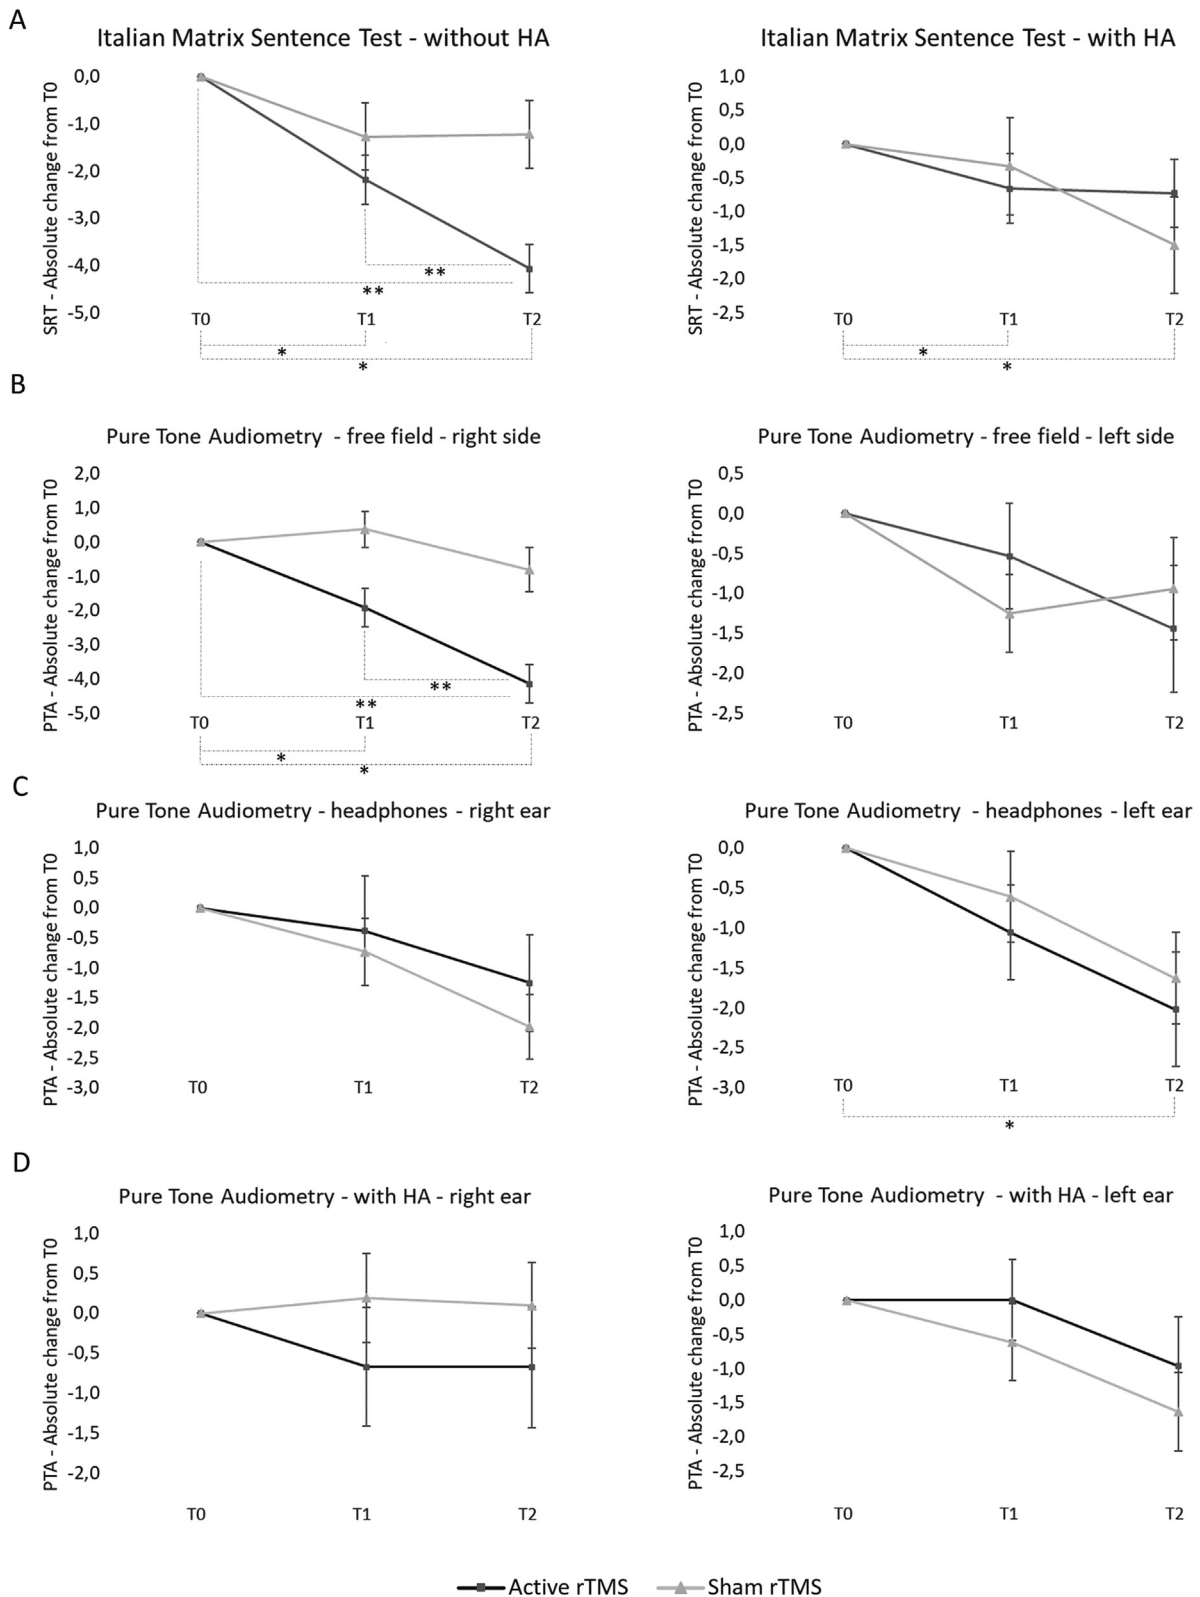 A
Italian Matrix Sentence Test - without HA
SRT - Absolute change from T0
0,0
-1,0
-2,0
-3,0
-4,0
-5,0
**
**
T0 T1 T2
*
*
Italian Matrix Sentence Test - with HA
SRT - Absolute change from T0
1,0
0,5
0,0
-0,5
-1,0
-1,5
-2,0
-2,5
T0 T1 T2
*
*
B
Pure Tone Audiometry - free field - right side
PTA - Absolute change from T0
2,0
1,0
0,0
-1,0
-2,0
-3,0
-4,0
-5,0
**
**
T0 T1 T2
*
*
Pure Tone Audiometry - free field - left side
PTA - Absolute change from T0
0,5
0,0
-0,5
-1,0
-1,5
-2,0
-2,5
T0 T1 T2
C
Pure Tone Audiometry - headphones - right ear
PTA - Absolute change from T0
1,0
0,5
0,0
-0,5
-1,0
-1,5
-2,0
-2,5
-3,0
T0 T1 T2
Pure Tone Audiometry - headphones - left ear
PTA - Absolute change from T0
0,0
-0,5
-1,0
-1,5
-2,0
-2,5
-3,0
T0 T1 T2
*
D
Pure Tone Audiometry - with HA - right ear
PTA - Absolute change from T0
1,0
0,5
0,0
-0,5
-1,0
-1,5
-2,0
T0 T1 T2
Pure Tone Audiometry - with HA - left ear
PTA - Absolute change from T0
1,0
0,5
0,0
-0,5
-1,0
-1,5
-2,0
-2,5
T0 T1 T2
Active rTMS Sham rTMS